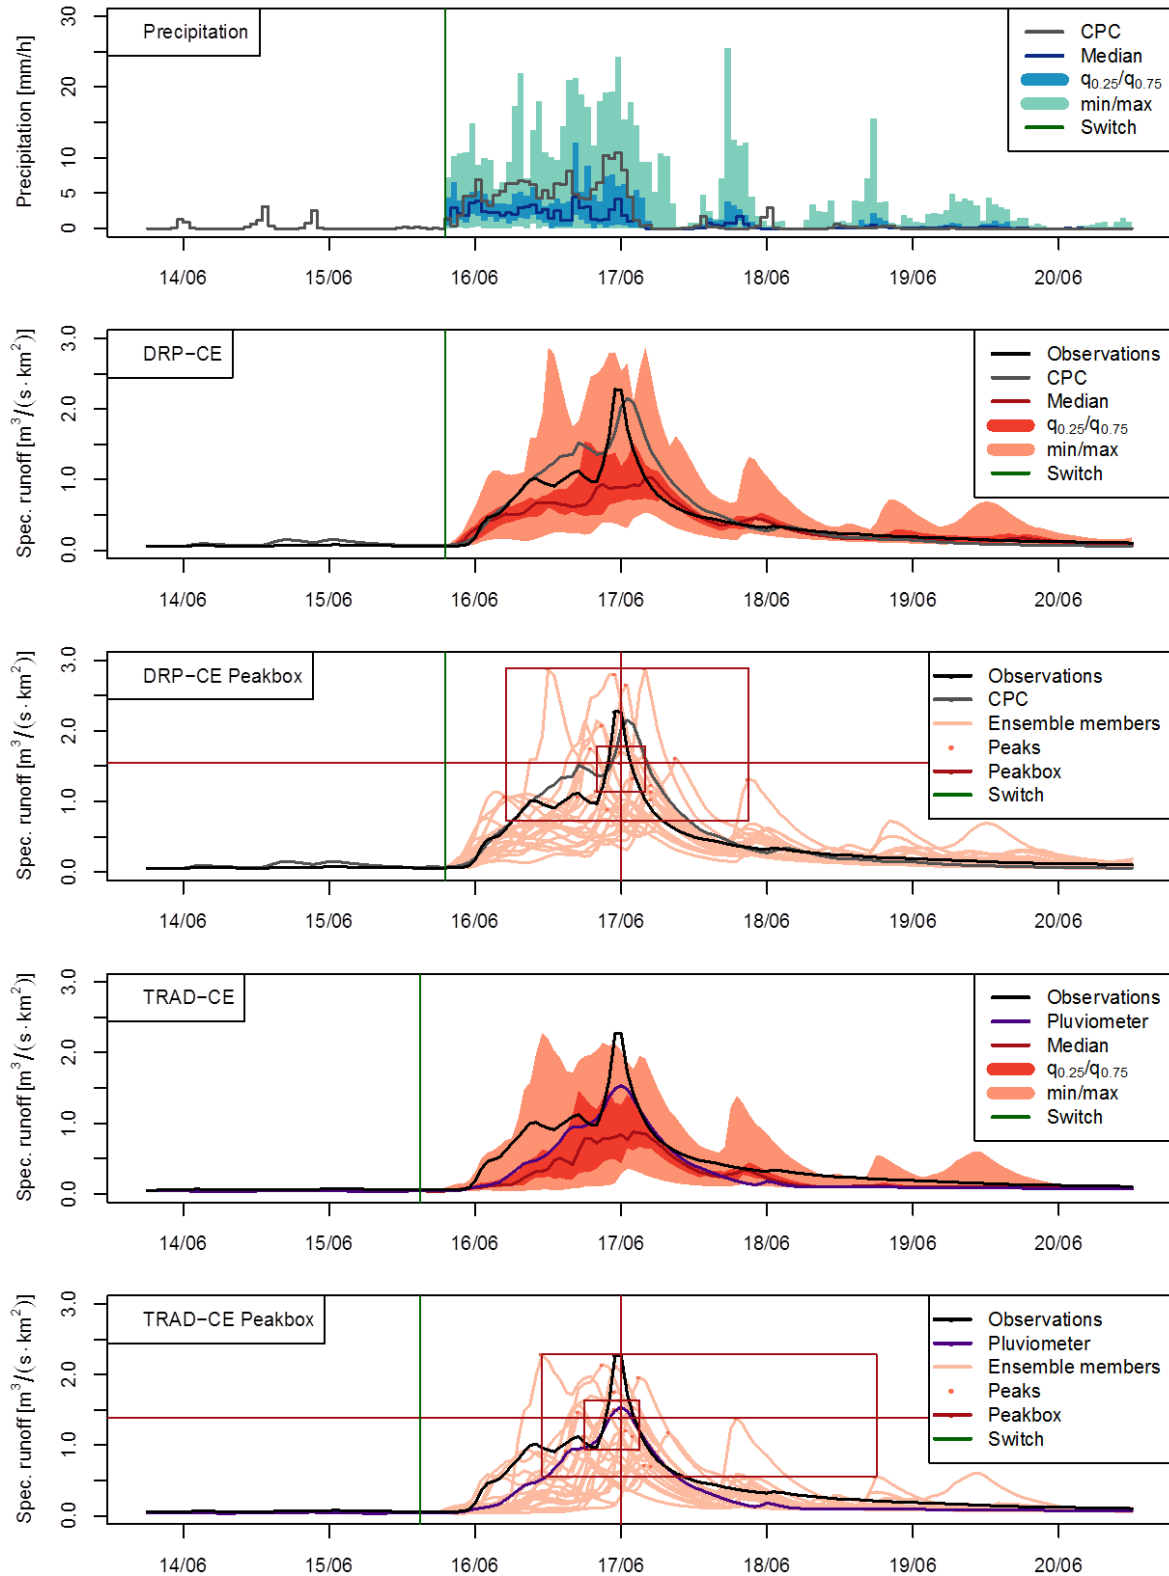 Precipitation [mm/h]
30
20
10
5
0
Precipitation
CPC
Median
q0.25/q0.75
min/max
Switch
14/06 15/06 16/06 17/06 18/06 19/06 20/06
Spec. runoff [m³/(s·km²)]
3.0
2.0
1.0
0.0
DRP−CE
Observations
CPC
Median
q0.25/q0.75
min/max
Switch
14/06 15/06 16/06 17/06 18/06 19/06 20/06
Spec. runoff [m³/(s·km²)]
3.0
2.0
1.0
0.0
DRP−CE Peakbox
Observations
CPC
Ensemble members
Peaks
Peakbox
Switch
14/06 15/06 16/06 17/06 18/06 19/06 20/06
Spec. runoff [m³/(s·km²)]
3.0
2.0
1.0
0.0
TRAD−CE
Observations
Pluviometer
Median
q0.25/q0.75
min/max
Switch
14/06 15/06 16/06 17/06 18/06 19/06 20/06
Spec. runoff [m³/(s·km²)]
3.0
2.0
1.0
0.0
TRAD−CE Peakbox
Observations
Pluviometer
Ensemble members
Peaks
Peakbox
Switch
14/06 15/06 16/06 17/06 18/06 19/06 20/06